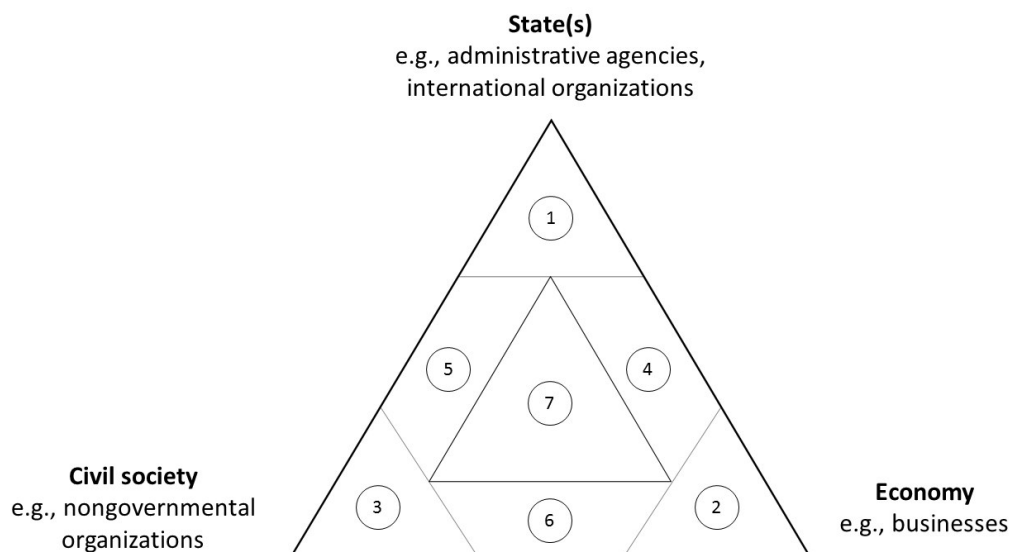 State(s)
e.g., administrative agencies,
international organizations
1
5
4
7
Civil society
e.g., nongovernmental
organizations
3
6
2
Economy
e.g., businesses